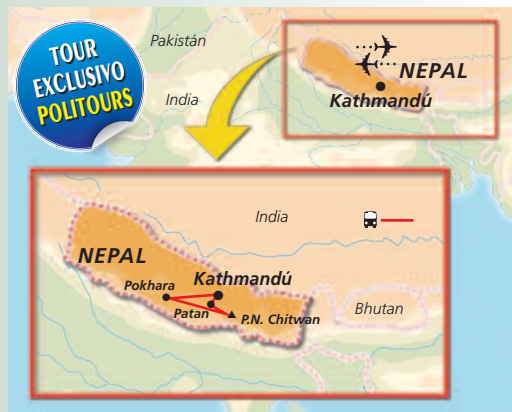 TOUR
EXCLUSIVO
POLITOURS
Pakistán
India
NEPAL
Kathmandú
India
NEPAL
Kathmandú
Pokhara
Patan
P.N. Chitwan
Bhutan